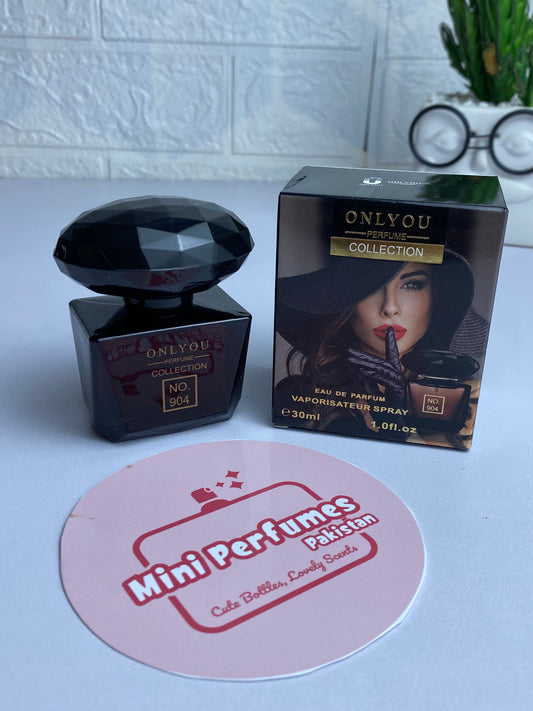 ONLYOU
ONLYOU
PERFUME
COLLECTION
EAU DE PARFUM
VAPORISATEUR SPRAY
NO.
904
e30ml
1.0fl.oz
ONLYOU
PERFUME
COLLECTION
NO.
904
Mini Perfumes
Pakistan
Cute Bottles, Lovely Scents